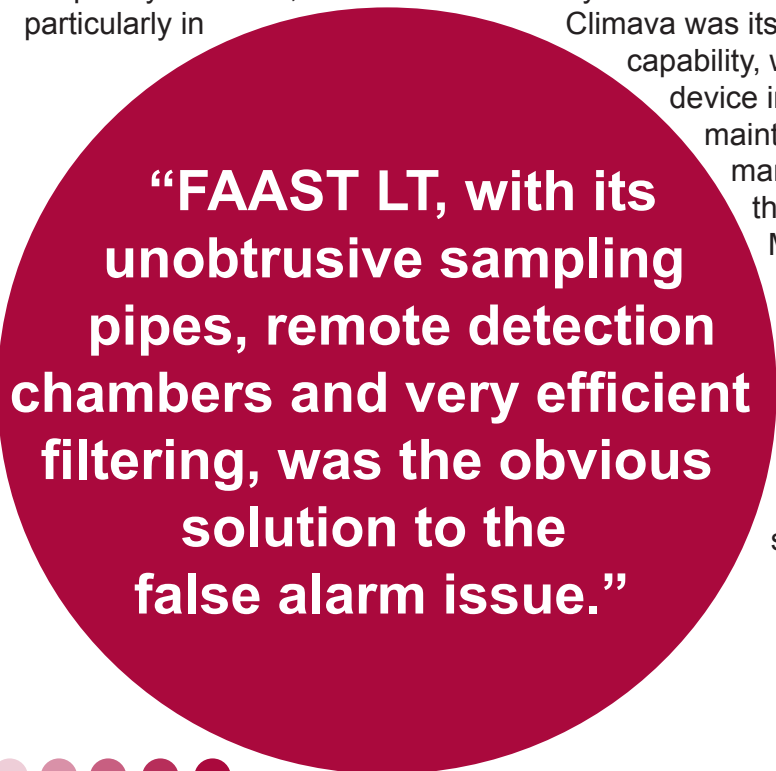 particularly in
Climava was its
capability,
device
“FAAST LT, with its
unobtrusive sampling
pipes, remote detection
chambers and very efficient
filtering, was the obvious
solution to the
false alarm issue.”